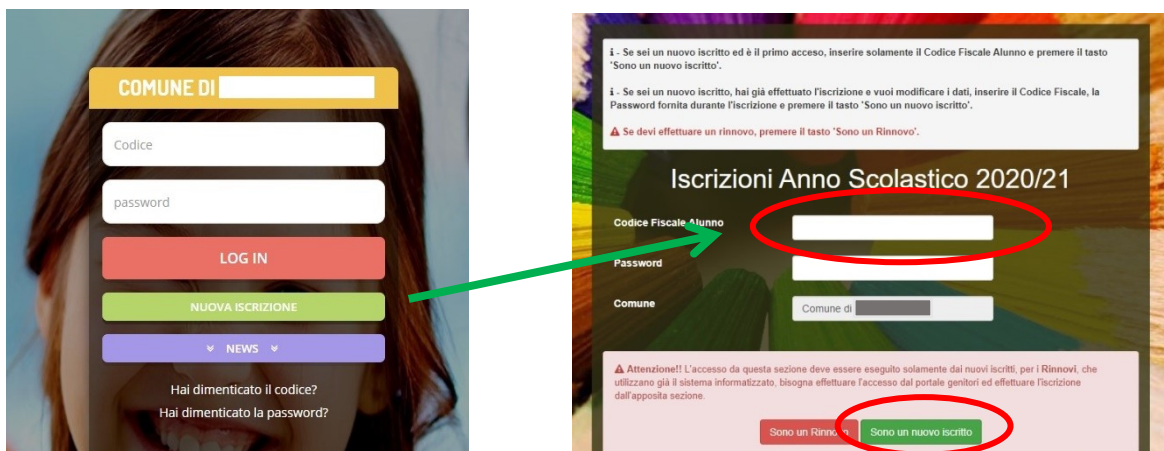 COMUNE DI
Codice
password
LOG IN
NUOVA ISCRIZIONE
NEWS
Hai dimenticato il codice?
Hai dimenticato la password?
i - Se sei un nuovo iscritto ed è il primo acceso, inserire solamente il Codice Fiscale Alunno e premere il tasto
'Sono un nuovo iscritto'.
i - Se sei un nuovo iscritto, hai già effettuato l'iscrizione e vuoi modificare i dati, inserire il Codice Fiscale, la
Password fornita durante l'iscrizione e premere il tasto 'Sono un nuovo iscritto'.
Se devi effettuare un rinnovo, premere il tasto 'Sono un Rinnovo'.
Iscrizioni Anno Scolastico 2020/21
Codice Fiscale Alunno
Password
Comune
Comune di
Attenzione!! L'accesso da questa sezione deve essere eseguito solamente dai nuovi iscritti, per i Rinnovi, che
utilizzano già il sistema informatizzato, bisogna effettuare l'accesso dal portale genitori ed effettuare l'iscrizione
dall'apposita sezione.
Sono un Rinnovo
Sono un nuovo iscritto